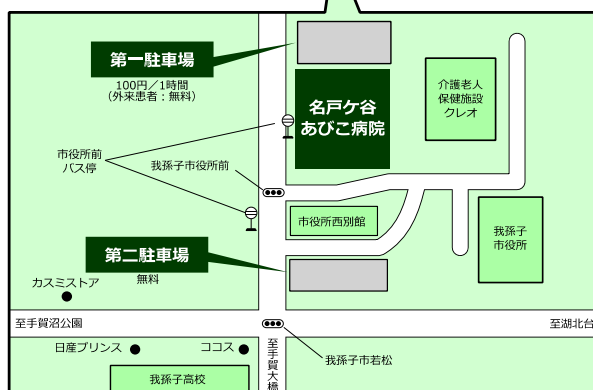 第一駐車場
100円／1時間
（外来患者：無料）
名戸ケ谷
あびこ病院
介護老人
保健施設
クレオ
市役所前
バス停
我孫子市役所前
市役所西別館
我孫子
市役所
第二駐車場
無料
カスミストア
至手賀沼公園
至湖北台
日産プリンス
ココス
至手賀大橋
我孫子市若松
我孫子高校